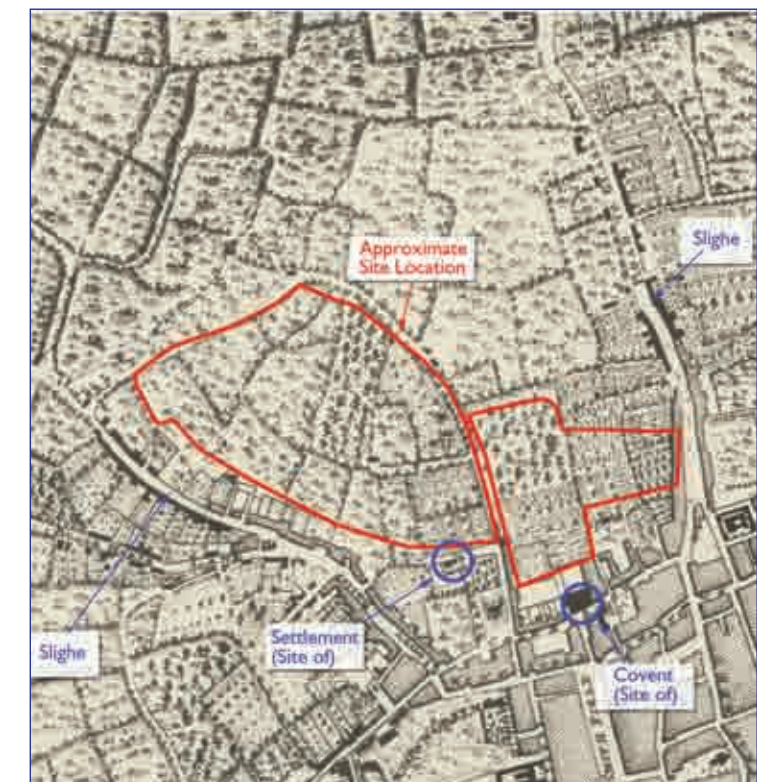 Approximate
Site Location
Slighe
Slighe
Settlement
(Site of)
Covent
(Site of)